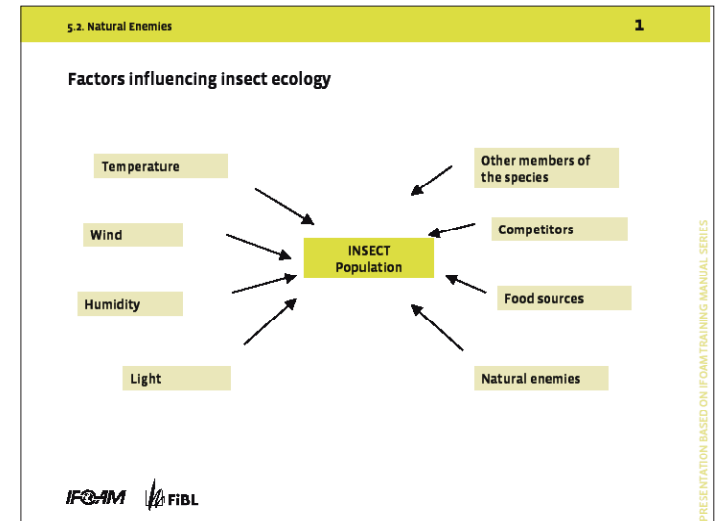 5.2. Natural Enemies
1
Factors influencing insect ecology
Temperature
Wind
Humidity
Light
INSECT
Population
Other members of
the species
Competitors
Food sources
Natural enemies
IFOAM
FiBL
PRESENTATION BASED ON IFOAM TRAINING MANUAL SERIES